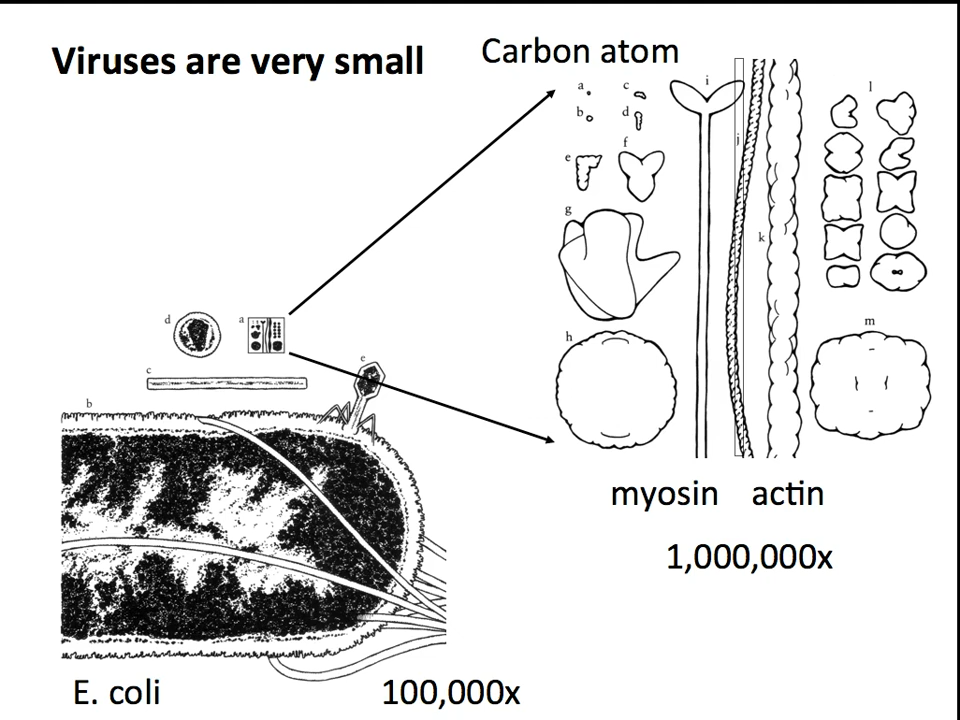 Viruses are very small
Carbon atom
a
c
b
d
e
f
g
h
i
j
k
l
m
myosin actin
1,000,000x
d
a
c
e
b
E. coli
100,000x